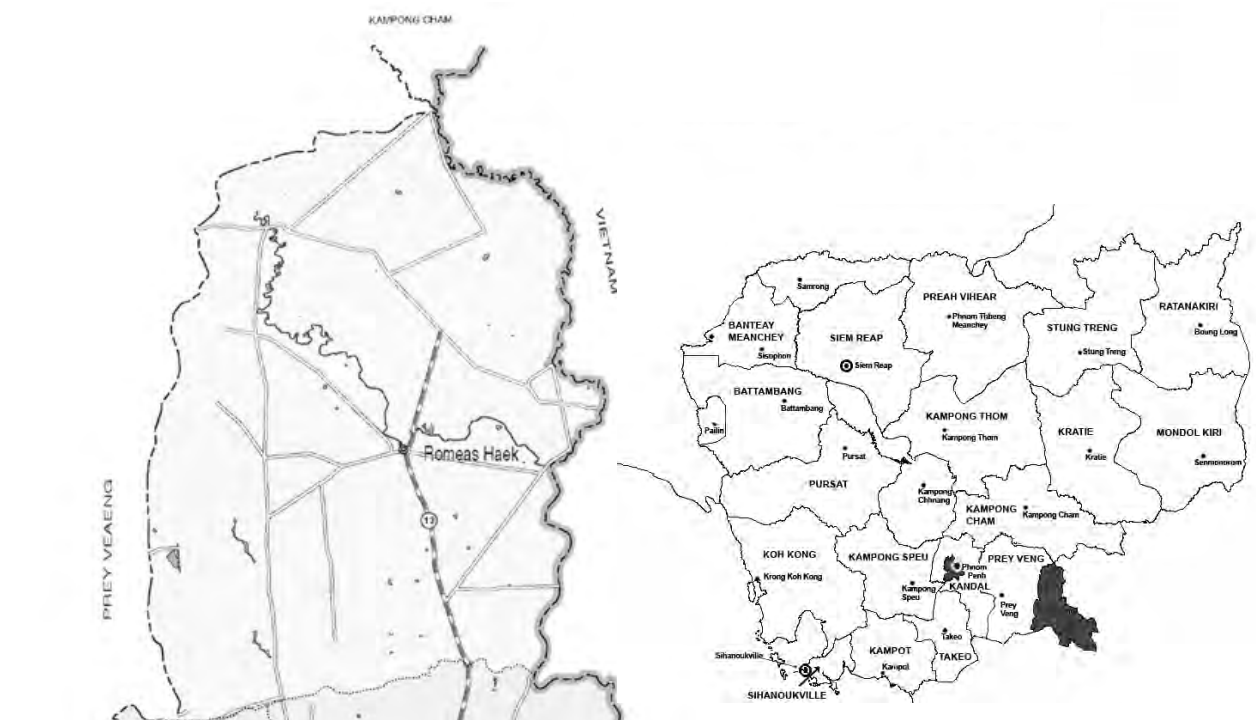 KAMPONG CHAM
VIETNAM
PREY VEAENG
Romeas Haek
13
Samrong
BANTEAY
MEANCHEY
Sisophon
SIEM REAP
Siem Reap
PREAH VIHEAR
Phnom Tbheng
Meanchey
STUNG TRENG
Stung Treng
RATANAKIRI
Boung Long
BATTAMBANG
Battambang
Pailin
KAMPONG THOM
Kampong Thom
KRATIE
Kratie
MONDOL KIRI
Senmonorom
Pursat
PURSAT
Kampong
Chhnang
KAMPONG
CHAM
Kampong Cham
KOH KONG
Krong Koh Kong
KAMPONG SPEU
Kampong
Speu
PREY VENG
Phnom
Penh
KANDAL
Prey
Veng
Takeo
TAKEO
KAMPOT
Kampot
Sihanoukville
SIHANOUKVILLE